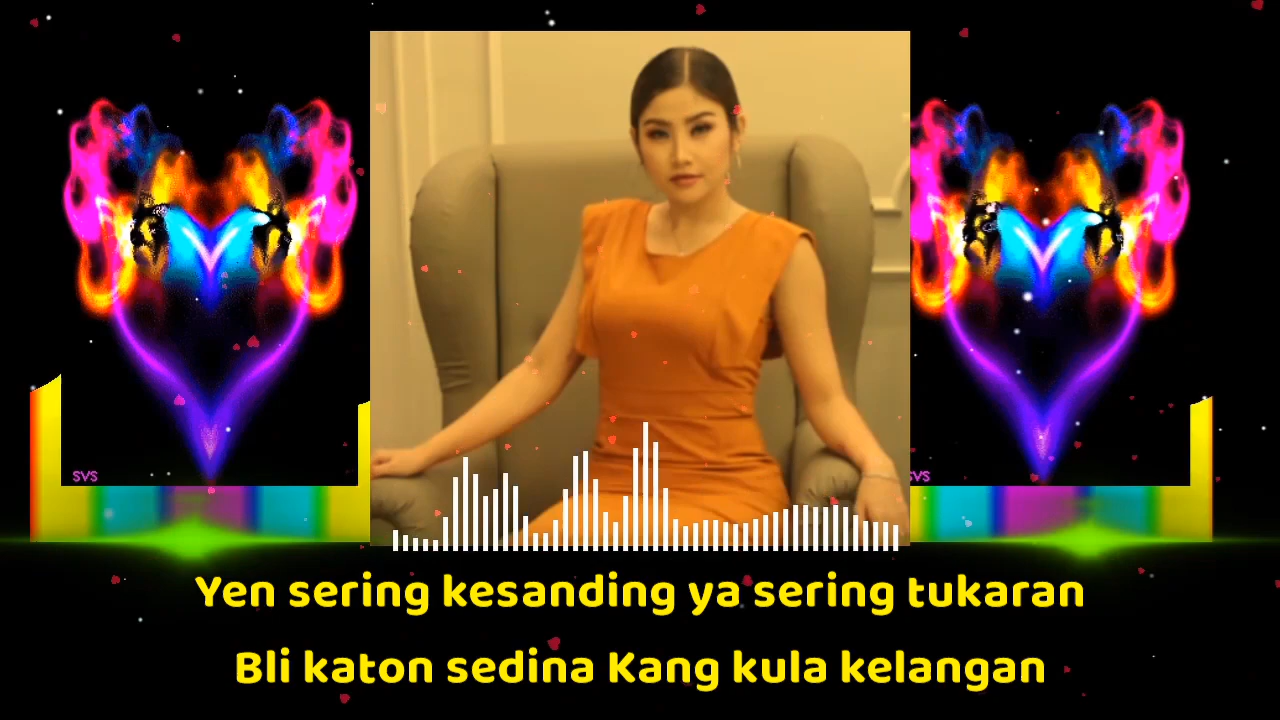 SVS
SVS
Yen sering kesanding ya sering tukaran
Bli katon sedina Kang kula kelangan